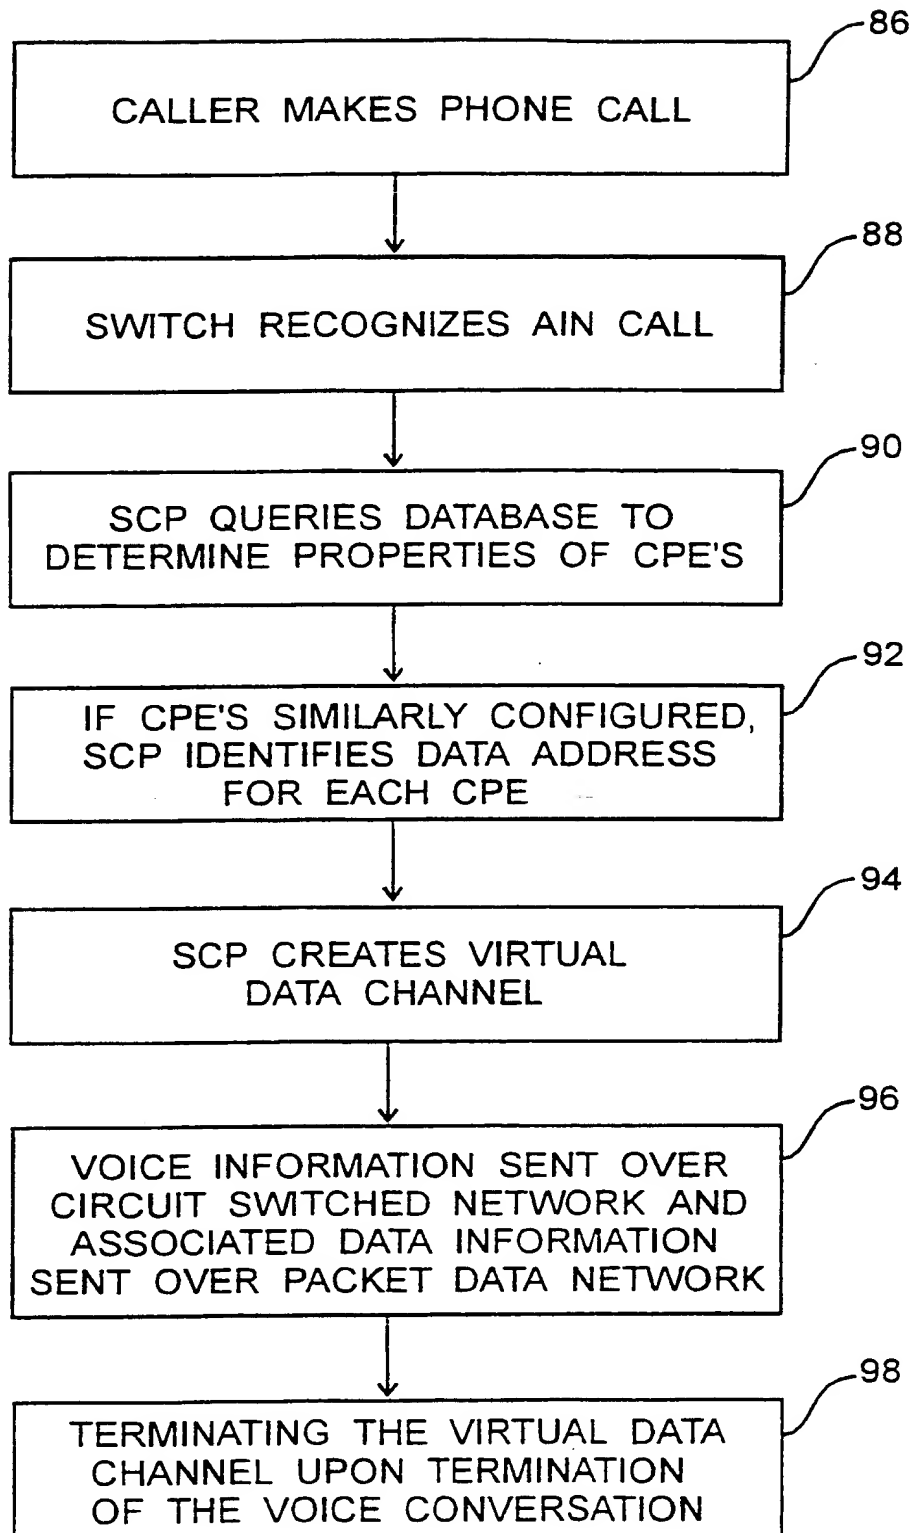 86
CALLER MAKES PHONE CALL
88
SWITCH RECOGNIZES AIN CALL
90
SCP QUERIES DATABASE TO
DETERMINE PROPERTIES OF CPE'S
92
IF CPE'S SIMILARLY CONFIGURED,
SCP IDENTIFIES DATA ADDRESS
FOR EACH CPE
94
SCP CREATES VIRTUAL
DATA CHANNEL
96
VOICE INFORMATION SENT OVER
CIRCUIT SWITCHED NETWORK AND
ASSOCIATED DATA INFORMATION
SENT OVER PACKET DATA NETWORK
98
TERMINATING THE VIRTUAL DATA
CHANNEL UPON TERMINATION
OF THE VOICE CONVERSATION